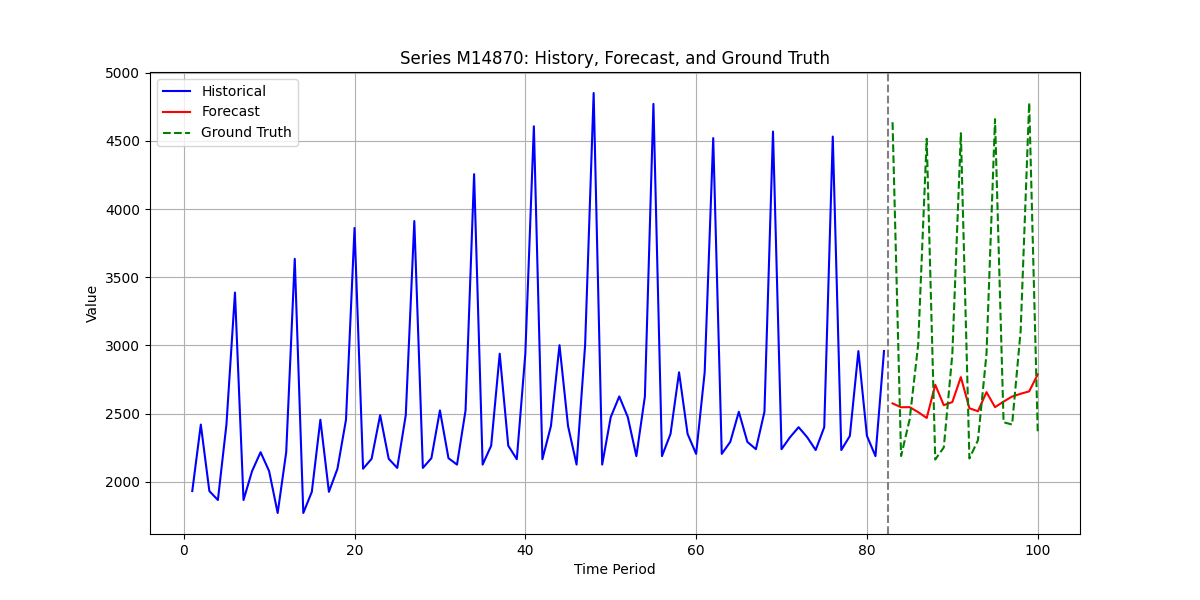 Series M14870: History, Forecast, and Ground Truth
Historical
Forecast
Ground Truth
5000
4500
4000
3500
3000
2500
2000
Value
0 20 40 60 80 100
Time Period